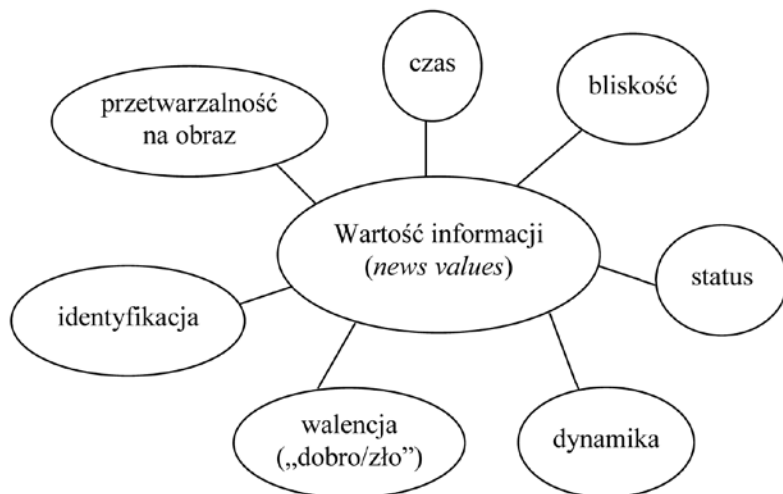 czas
bliskość
przetwarzalność
na obraz
Wartość informacji
(news values)
status
identyfikacja
walencja
(„dobro/zło”)
dynamika